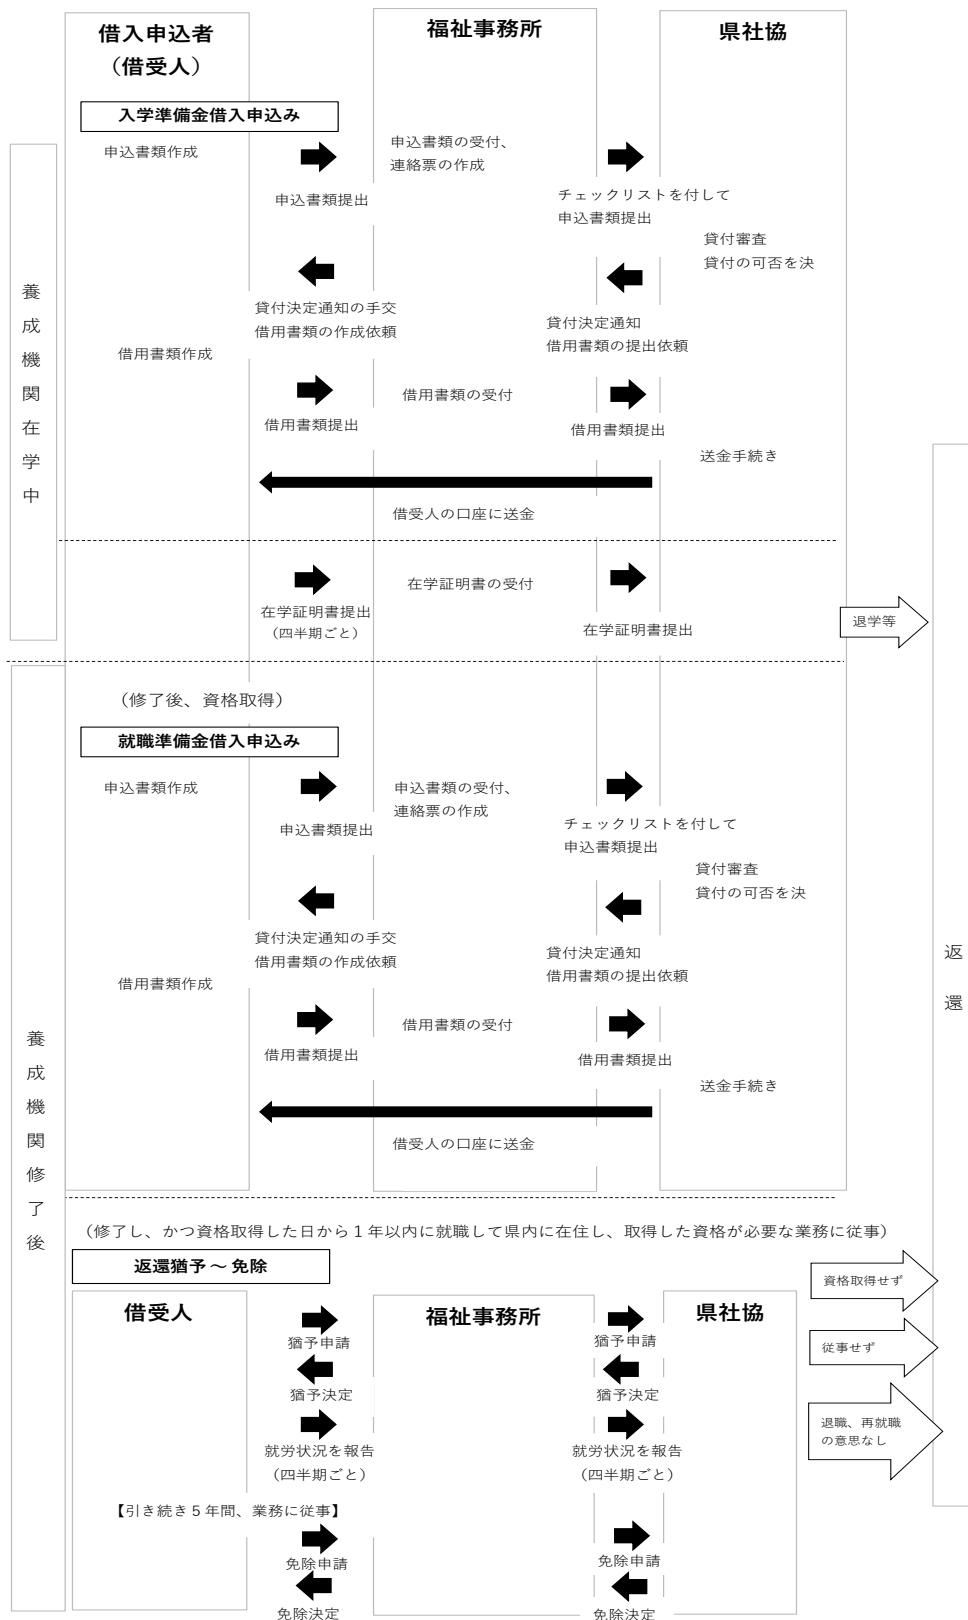 借入申込者
（借受人）
福祉事務所
県社協
入学準備金借入申込み
申込書類作成
申込書類の受付、
連絡票の作成
申込書類提出
チェックリストを付して
申込書類提出
貸付審査
貸付の可否を決
養成機関在学中
貸付決定通知の手交
借用書類の作成依頼
貸付決定通知
借用書類の提出依頼
借用書類作成
借用書類の受付
借用書類提出
借用書類提出
送金手続き
借受人の口座に送金
在学証明書の受付
在学証明書提出
（四半期ごと）
在学証明書提出
退学等
（修了後、資格取得）
就職準備金借入申込み
申込書類作成
申込書類の受付、
連絡票の作成
申込書類提出
チェックリストを付して
申込書類提出
貸付審査
貸付の可否を決
貸付決定通知の手交
借用書類の作成依頼
貸付決定通知
借用書類の提出依頼
返還
借用書類作成
借用書類の受付
借用書類提出
借用書類提出
養成機関修了後
送金手続き
借受人の口座に送金
（修了し、かつ資格取得した日から１年以内に就職して県内に在住し、取得した資格が必要な業務に従事）
返還猶予～免除
資格取得せず
借受人
福祉事務所
県社協
猶予申請
猶予申請
従事せず
猶予決定
猶予決定
退職、再就職
の意思なし
就労状況を報告
（四半期ごと）
就労状況を報告
（四半期ごと）
【引き続き５年間、業務に従事】
免除申請
免除申請
免除決定
免除決定